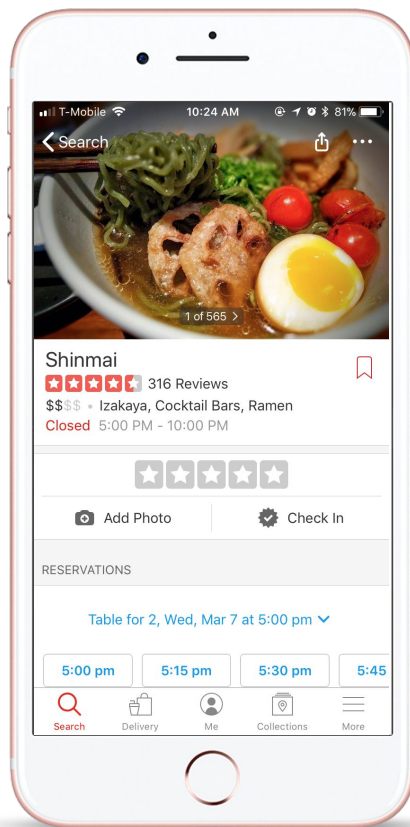 T-Mobile 10:24 AM 81%
Search
1 of 565 >
Shinmai
316 Reviews
$$$$ • Izakaya, Cocktail Bars, Ramen
Closed 5:00 PM - 10:00 PM
Add Photo Check In
RESERVATIONS
Table for 2, Wed, Mar 7 at 5:00 pm
5:00 pm 5:15 pm 5:30 pm 5:45
Search Delivery Me Collections More